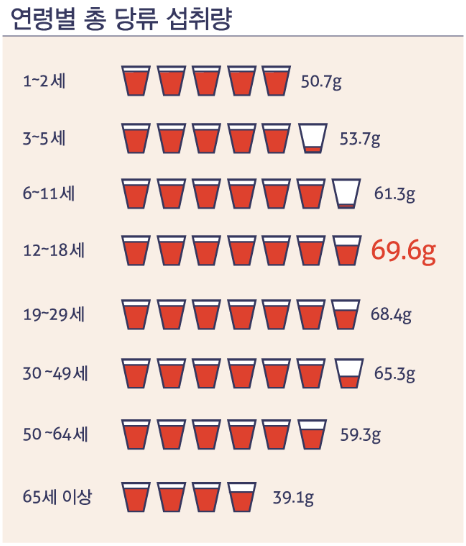 연령별 총 당류 섭취량
1~2세 50.7g
3~5세 53.7g
6~11세 61.3g
12~18세 69.6g
19~29세 68.4g
30~49세 65.3g
50~64세 59.3g
65세 이상 39.1g